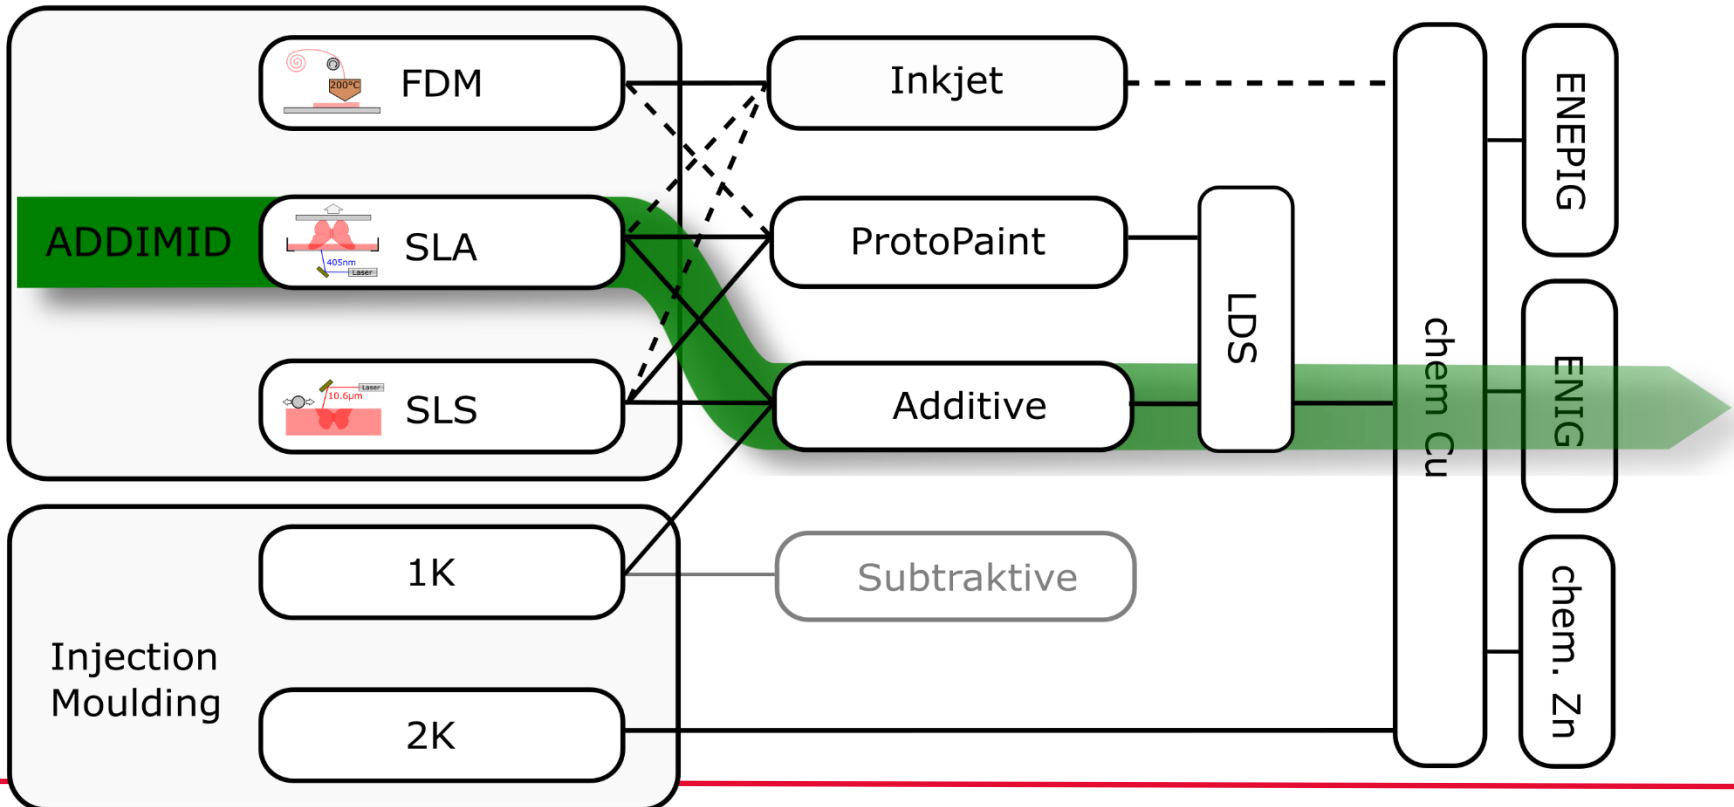 200°C
FDM
Inkjet
ENEPIG
ADDIMID
405nm
Laser
SLA
ProtoPaint
LDS
chem Cu
ENIG
Laser
10.6µm
SLS
Additive
1K
Subtraktive
chem. Zn
Injection
Moulding
2K